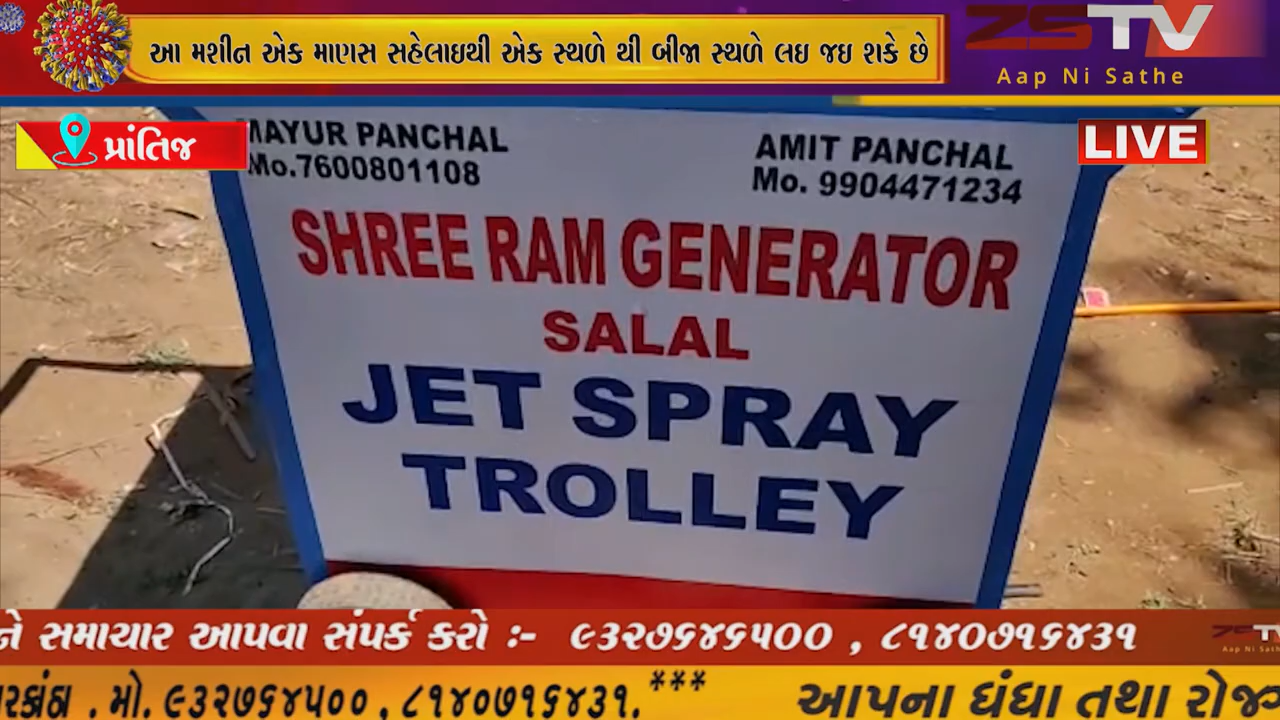 આ મશીન એક માણસ સહેલાઇથી એક સ્થળે થી બીજા સ્થળે લઇ જઇ શકે છે
ZSTV
Aap Ni Sathe
પ્રાંતિજ
LIVE
MAYUR PANCHAL
Mo.7600801108
AMIT PANCHAL
Mo. 9904471234
SHREE RAM GENERATOR
SALAL
JET SPRAY
TROLLEY
ને સમાચાર આપવા સંપર્ક કરો :- ૯૩૨૭૬૪૬૫૦૦ , ૮૧૪૦૭૧૬૪૩૧
. મો. ૯૩૨૭૬૪૫૦૦ , ૮૧૪૦૭૧૬૪૩૧. *** આપના ધંધા તથા